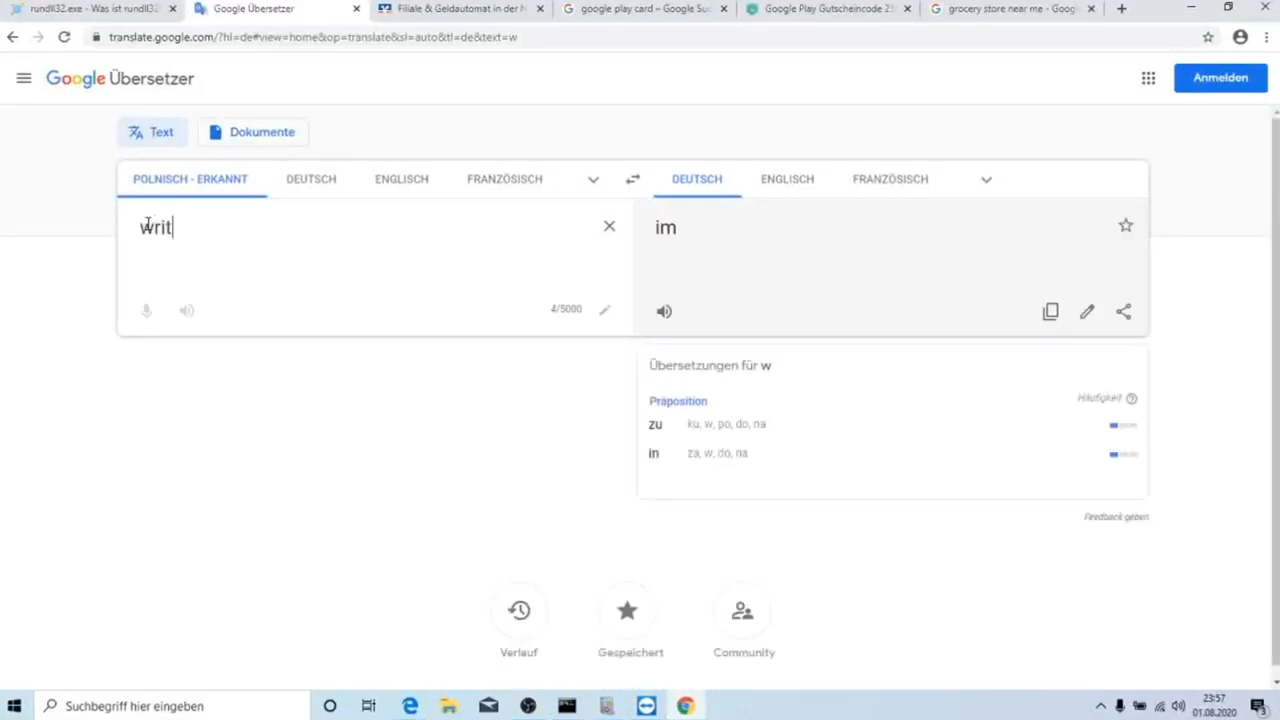 rundll32.exe - Was ist rundll32
Google Übersetzer
Filiale & Geldautomat in der N
google play card – Google Suc
Google Play Gutscheincode 25
grocery store near me - Google
translate.google.com/?hl=de#view=home&op=translate&sl=auto&tl=de&text=w
Google Übersetzer
Anmelden
Text
Dokumente
POLNISCH - ERKANNT
DEUTSCH
ENGLISCH
FRANZÖSISCH
DEUTSCH
ENGLISCH
FRANZÖSISCH
writ
im
4/5000
Übersetzungen für w
Präposition
Häufigkeit
zu ku, w, po, do, na
in za, w, do, na
Feedback geben
Verlauf
Gespeichert
Community
Suchbegriff hier eingeben
23:57
01.08.2020